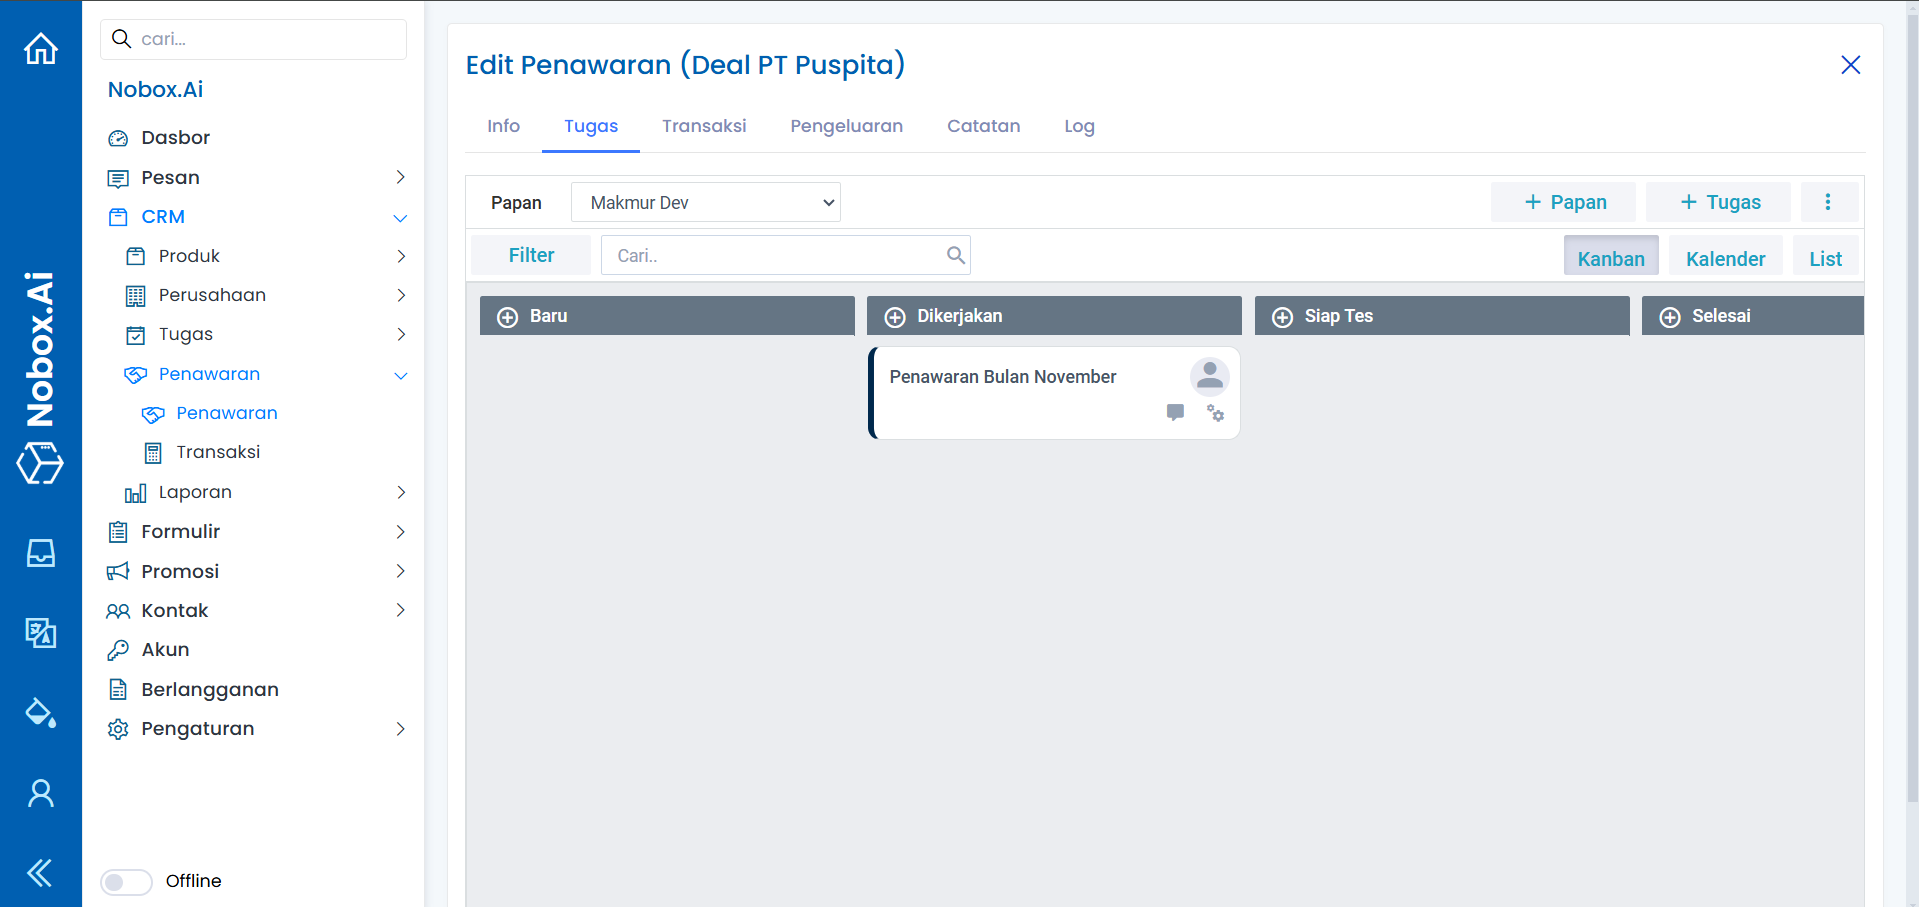 cari...
Nobox.Ai
Nobox.Ai
Dasbor
Pesan
CRM
Produk
Perusahaan
Tugas
Penawaran
Penawaran
Transaksi
Laporan
Formulir
Promosi
Kontak
Akun
Berlangganan
Pengaturan
Offline
Edit Penawaran (Deal PT Puspita)
Info Tugas Transaksi Pengeluaran Catatan Log
Papan Makmur Dev + Papan + Tugas
Filter Cari.. Kanban Kalender List
Baru Dikerjakan Siap Tes Selesai
Penawaran Bulan November